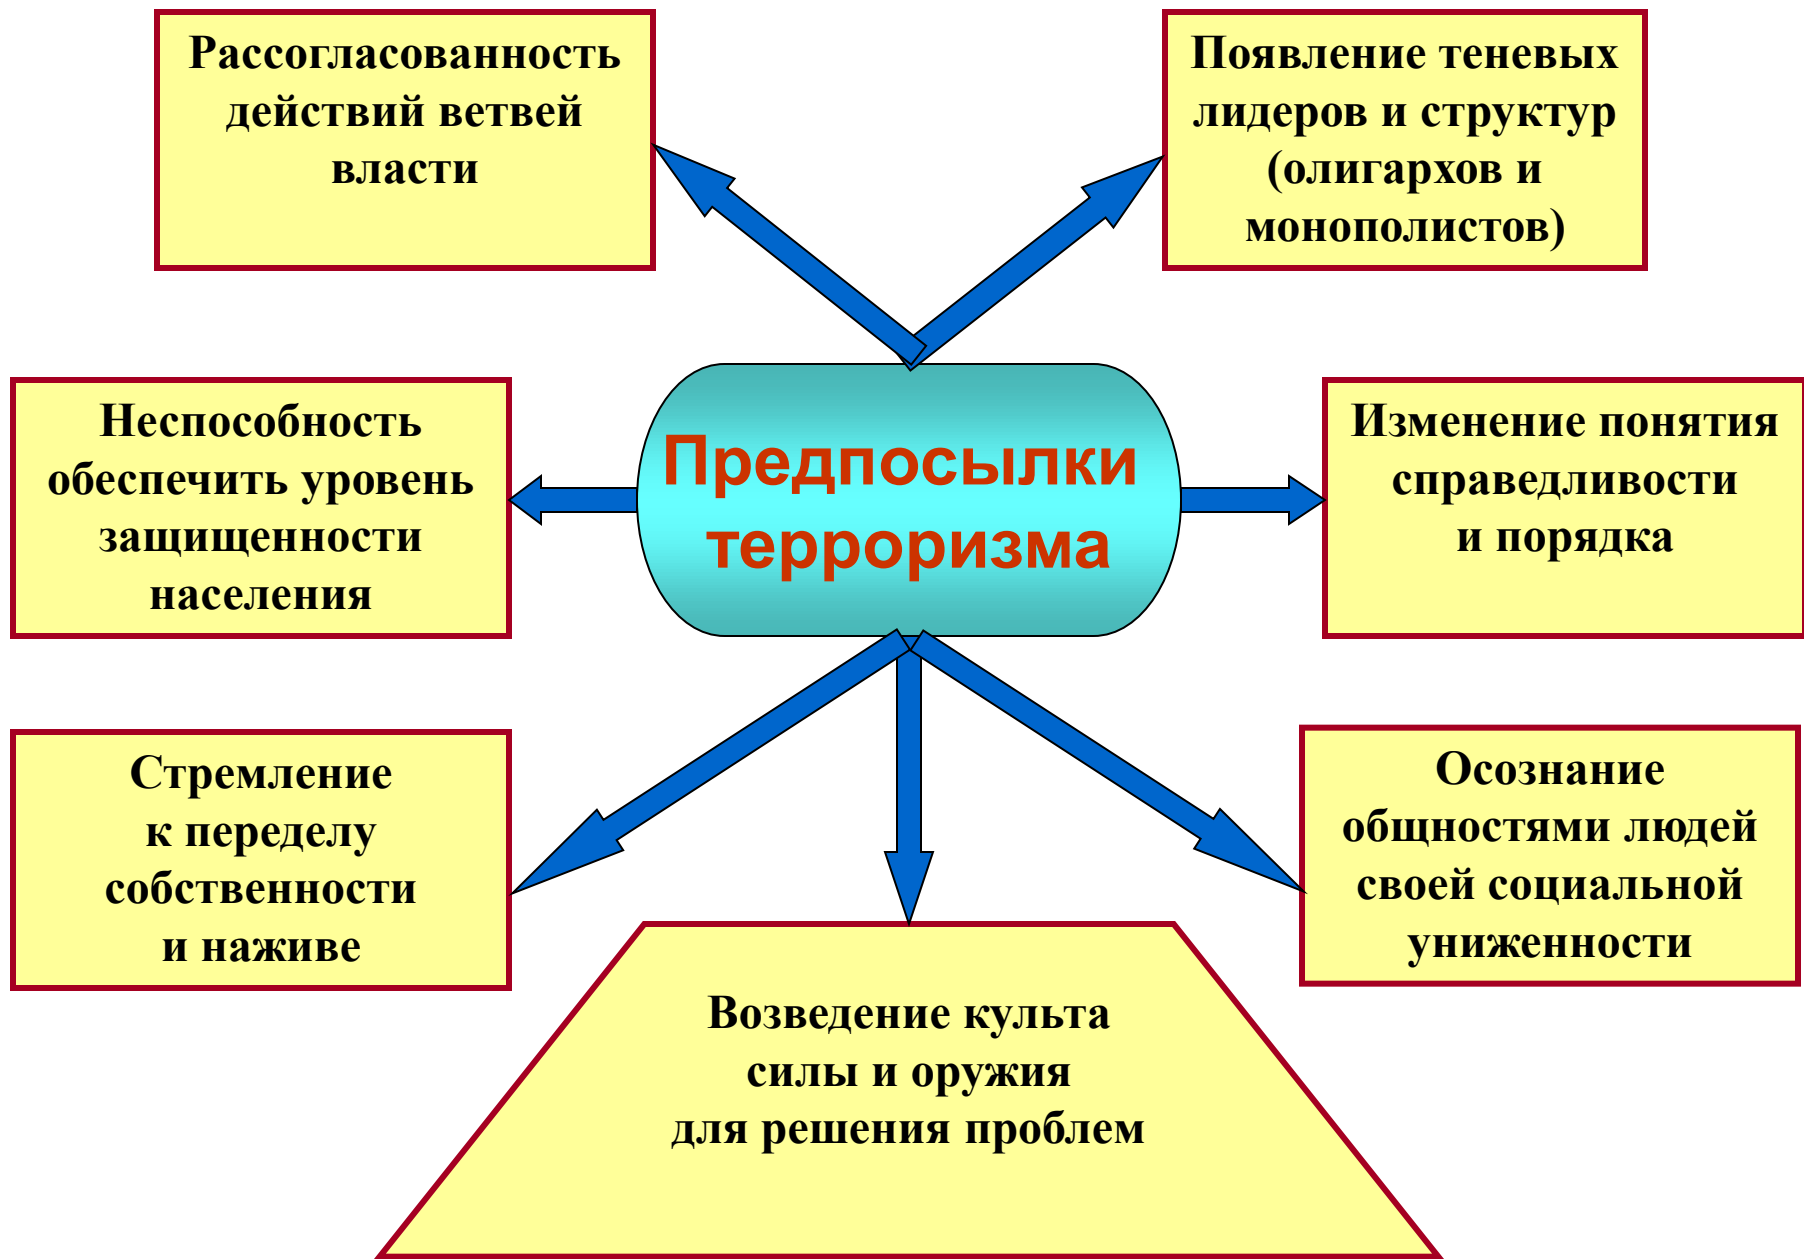 Рассогласованность
действий ветвей
власти
Появление теневых
лидеров и структур
(олигархов и
монополистов)
Неспособность
обеспечить уровень
защищенности
населения
Предпосылки
терроризма
Изменение понятия
справедливости
и порядка
Стремление
к переделу
собственности
и наживе
Осознание
общностями людей
своей социальной
униженности
Возведение культа
силы и оружия
для решения проблем